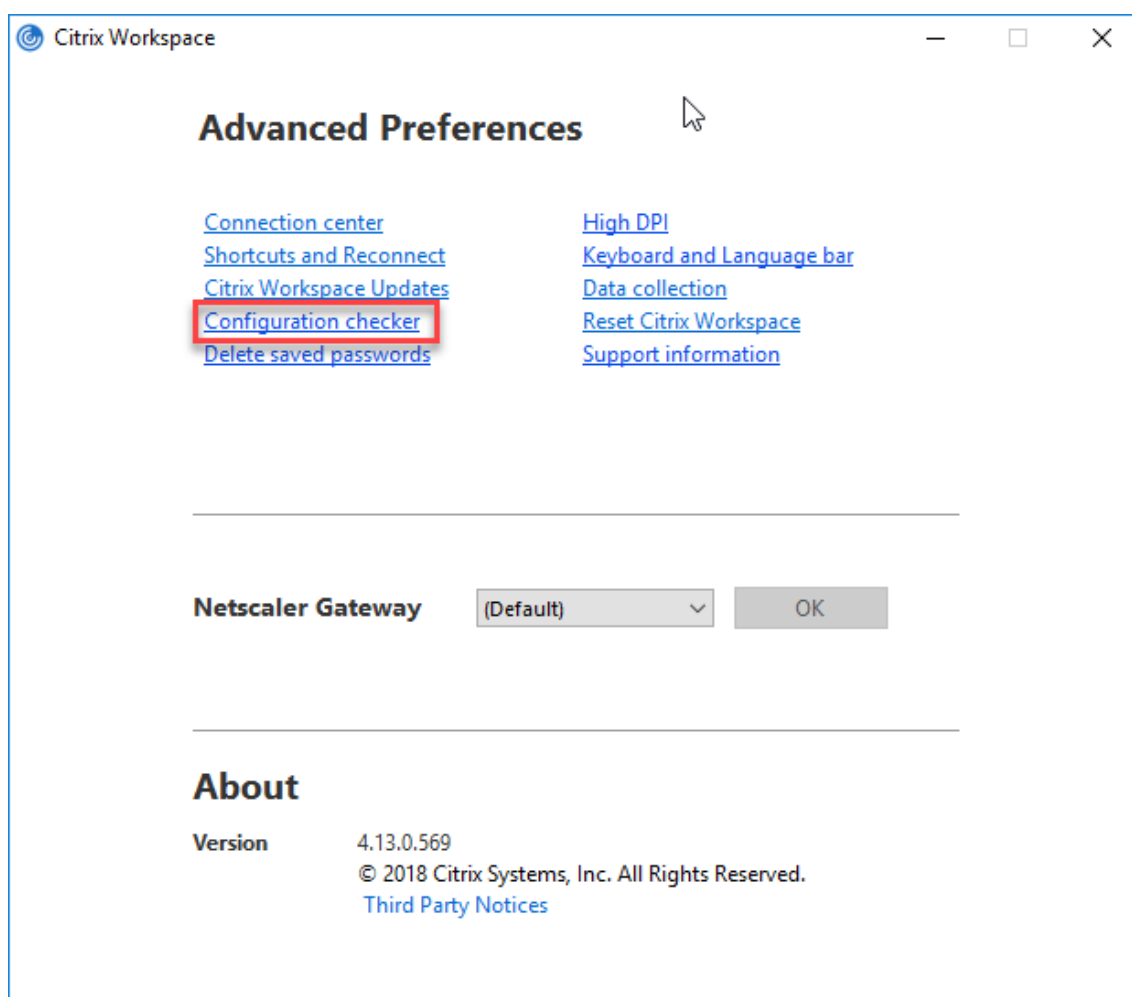 Citrix Workspace
Advanced Preferences
Connection center
Shortcuts and Reconnect
Citrix Workspace Updates
Configuration checker
Delete saved passwords
High DPI
Keyboard and Language bar
Data collection
Reset Citrix Workspace
Support information
Netscaler Gateway
(Default)
OK
About
Version 4.13.0.569
© 2018 Citrix Systems, Inc. All Rights Reserved.
Third Party Notices